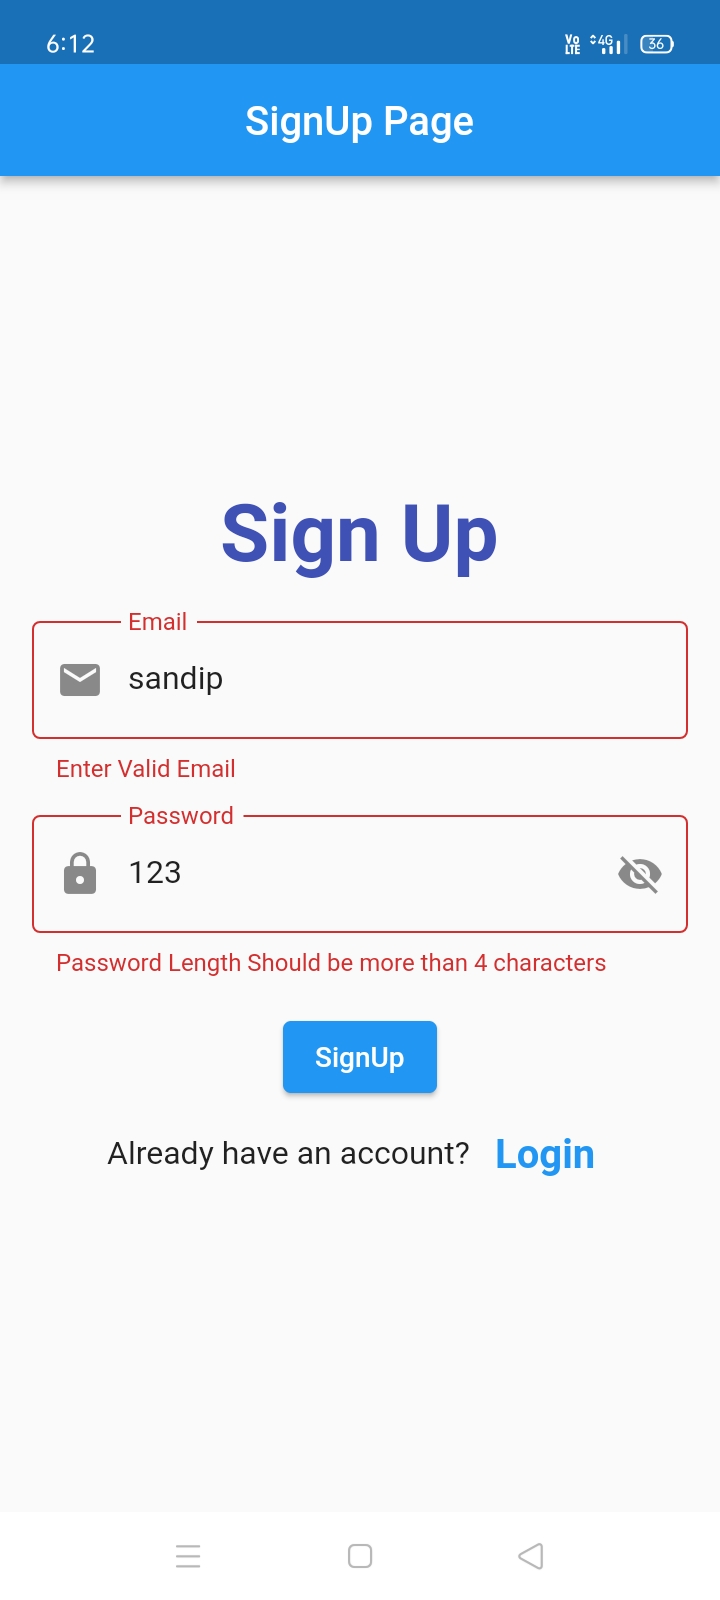 6:12 Vo LTE 4G 36
SignUp Page
Sign Up
Email
sandip
Enter Valid Email
Password
123
Password Length Should be more than 4 characters
SignUp
Already have an account? Login